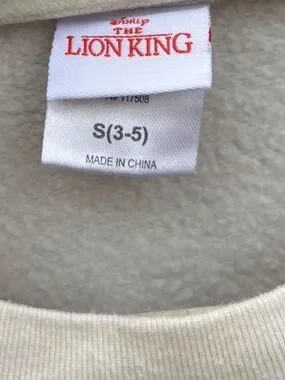 Disney
THE
LION KING
117508
S(3-5)
MADE IN CHINA